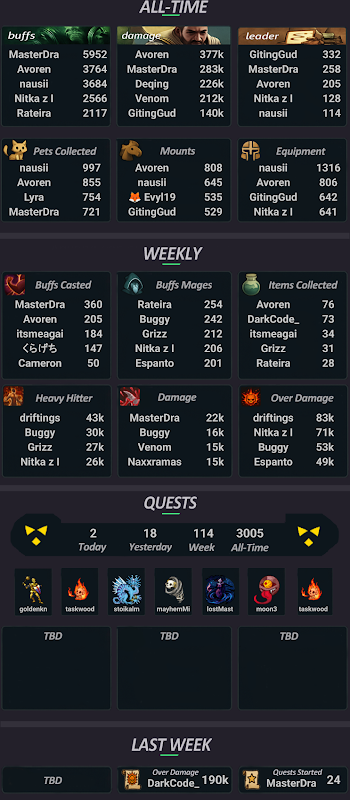 ALL-TIME
buffs
MasterDra 5952
Avoren 3764
nausii 3684
Nitka z l 2566
Rateira 2117
damage
Avoren 377k
MasterDra 283k
Deqing 226k
Venom 212k
GitingGud 140k
leader
GitingGud 332
MasterDra 258
Avoren 205
Nitka z l 128
nausii 114
Pets Collected
nausii 997
Avoren 855
Lyra 754
MasterDra 721
Mounts
Avoren 808
nausii 645
🦊 Evyl19 535
GitingGud 529
Equipment
nausii 1316
Avoren 806
GitingGud 642
Nitka z l 641
WEEKLY
Buffs Casted
MasterDra 360
Avoren 205
itsmeagai 184
くらげち 147
Cameron 50
Buffs Mages
Rateira 254
Buggy 242
Grizz 212
Nitka z l 206
Espanto 201
Items Collected
Avoren 76
DarkCode_ 73
itsmeagai 34
Grizz 31
Rateira 28
Heavy Hitter
driftings 43k
Buggy 30k
Grizz 27k
Nitka z l 26k
Damage
MasterDra 22k
Buggy 16k
Venom 15k
Naxxramas 15k
Over Damage
driftings 83k
Nitka z l 71k
Buggy 53k
Espanto 49k
QUESTS
2 18 114 3005
Today Yesterday Week All-Time
goldenkn taskwood stoikalm mayhemMi lostMast moon3 taskwood
TBD TBD TBD
LAST WEEK
TBD
Over Damage
DarkCode_ 190k
Quests Started
MasterDra 24